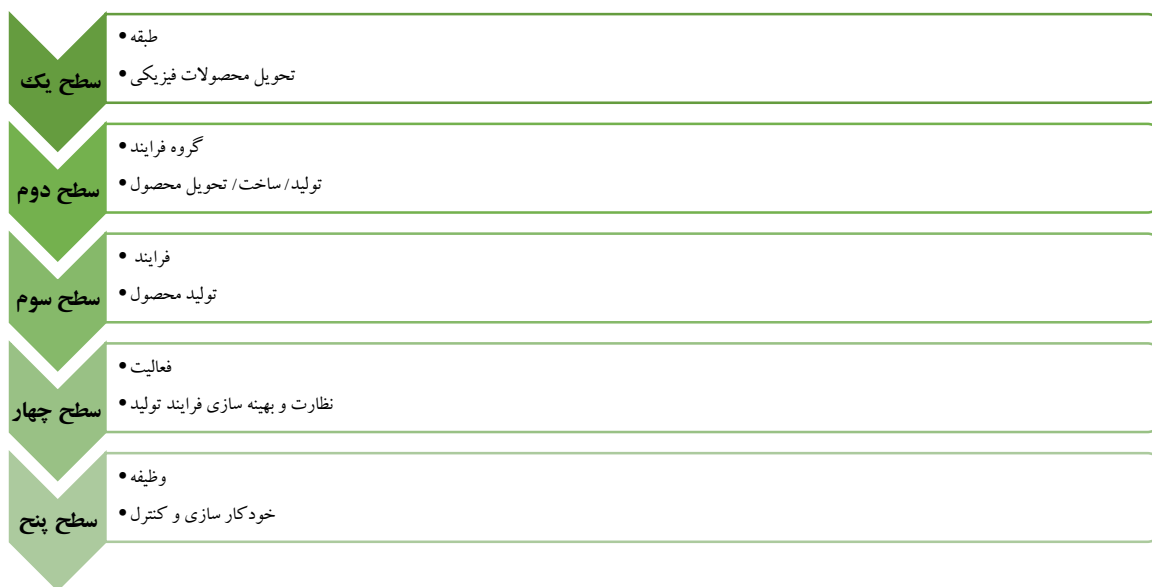 سطح یک
• طبقه
• تحویل محصولات فیزیکی
سطح دوم
• گروه فرایند
• تولید/ ساخت/ تحویل محصول
سطح سوم
• فرایند
• تولید محصول
سطح چهار
• فعالیت
• نظارت و بهینه سازی فرایند تولید
سطح پنح
• وظیفه
• خودکار سازی و کنترل